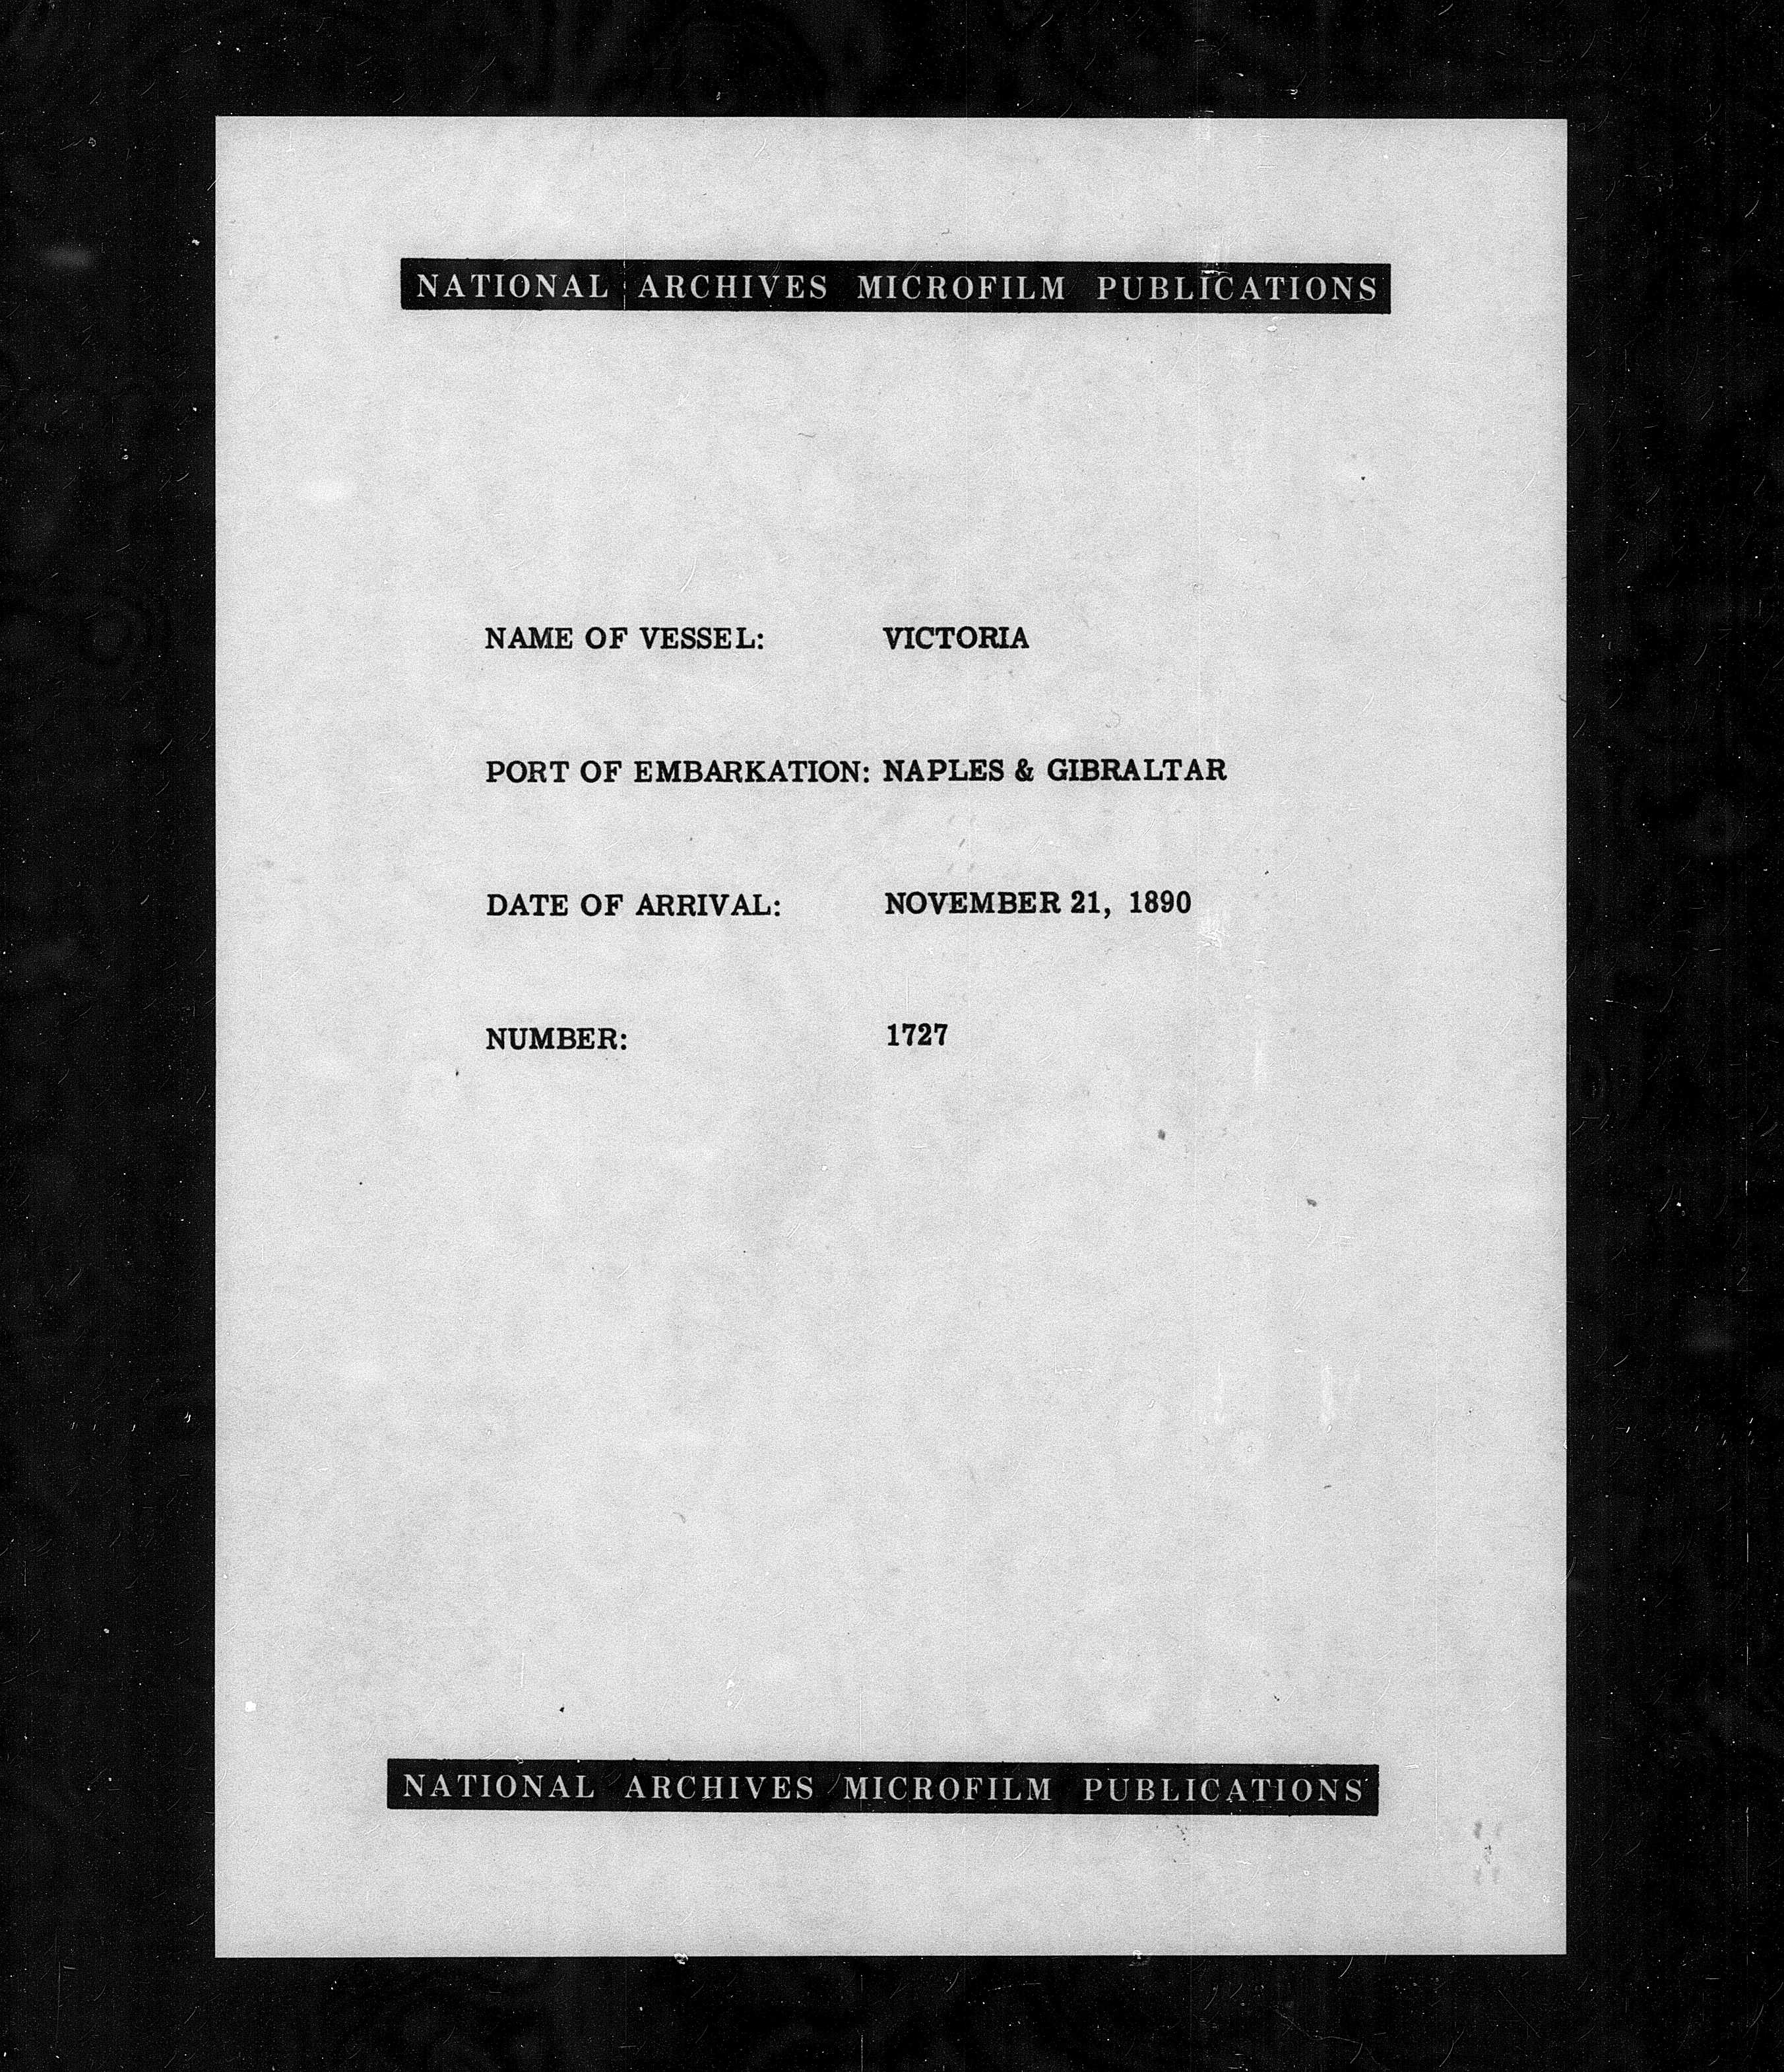 NATIONAL ARCHIVES MICROFILM PUBLICATIONS
NAME OF VESSEL: VICTORIA
PORT OF EMBARKATION: NAPLES & GIBRALTAR
DATE OF ARRIVAL: NOVEMBER 21, 1890
NUMBER: 1727
NATIONAL ARCHIVES MICROFILM PUBLICATIONS